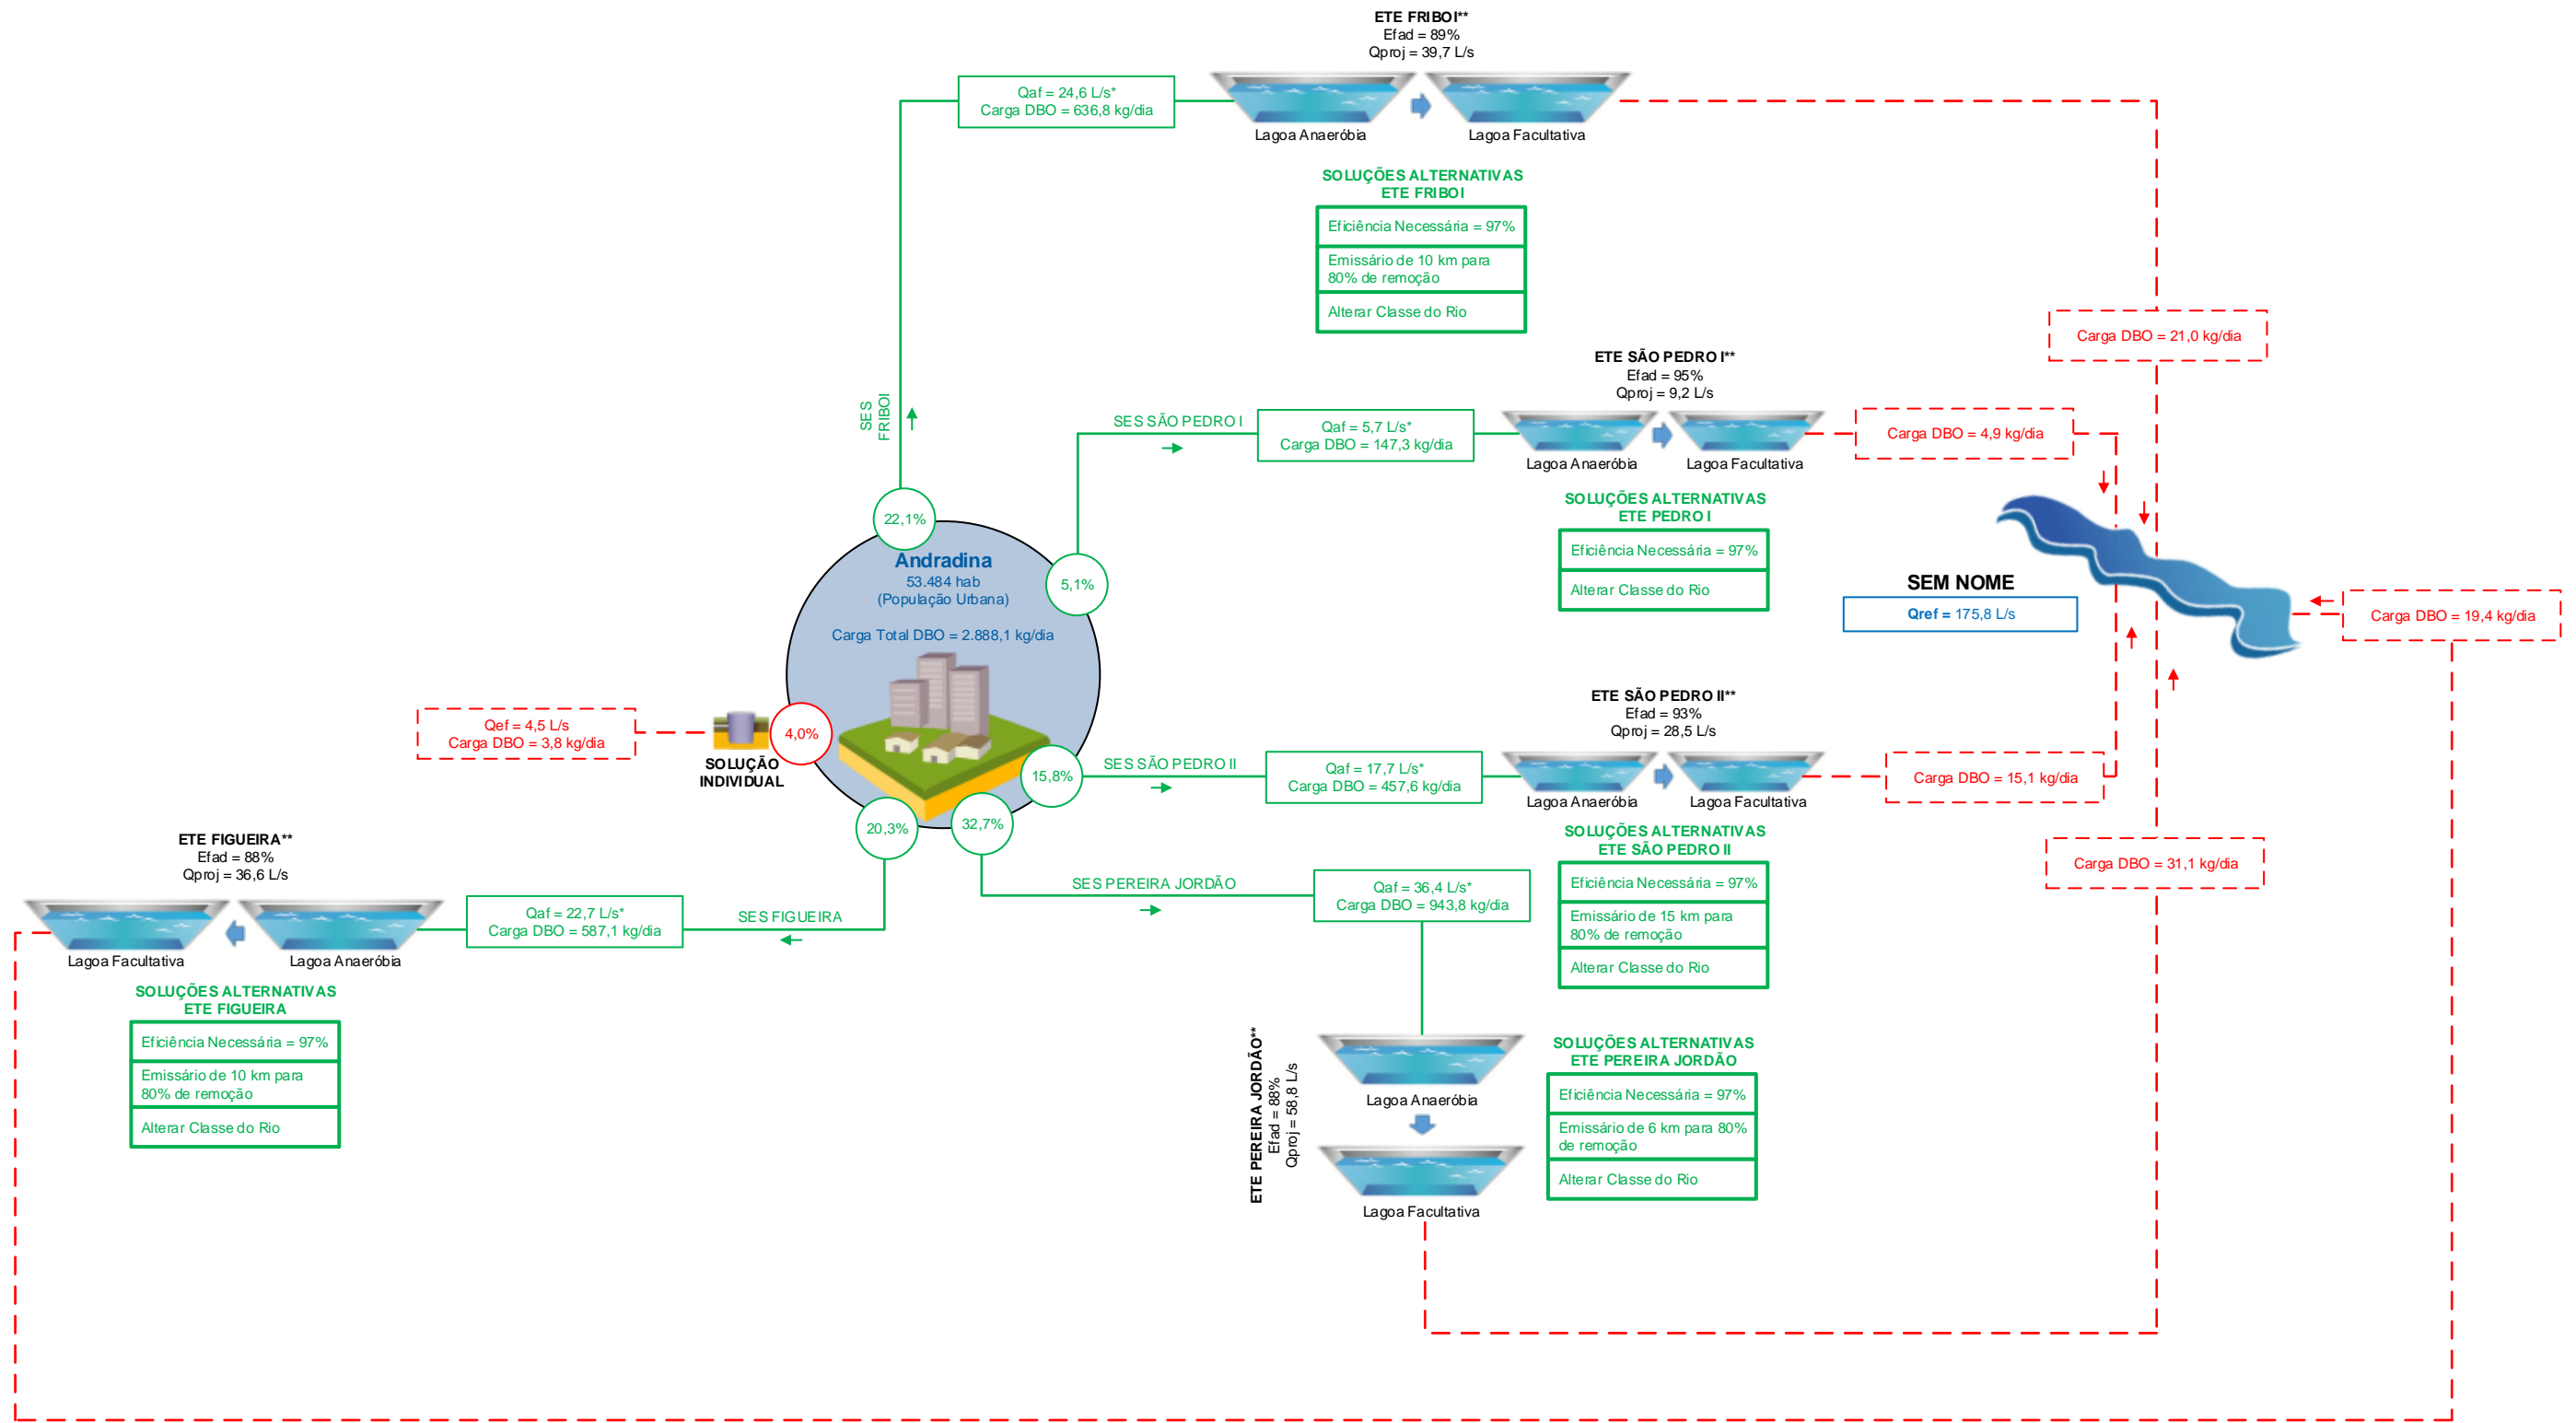 ETE FRIBOI**
Efad = 89%
Qproj = 39,7 L/s
Qaf = 24,6 L/s*
Carga DBO = 636,8 kg/dia
Lagoa Anaeróbia
Lagoa Facultativa
SOLUÇÕES ALTERNATIVAS
ETE FRIBOI
Eficiência Necessária = 97%
Emissário de 10 km para
80% de remoção
Alterar Classe do Rio
Carga DBO = 21,0 kg/dia
SES
FRIBOI
ETE SÃO PEDRO I**
Efad = 95%
Qproj = 9,2 L/s
SES SÃO PEDRO I
Qaf = 5,7 L/s*
Carga DBO = 147,3 kg/dia
Lagoa Anaeróbia
Lagoa Facultativa
Carga DBO = 4,9 kg/dia
SOLUÇÕES ALTERNATIVAS
ETE PEDRO I
Eficiência Necessária = 97%
Alterar Classe do Rio
22,1%
5,1%
Andradina
53.484 hab
(População Urbana)
Carga Total DBO = 2.888,1 kg/dia
SEM NOME
Qref = 175,8 L/s
Carga DBO = 19,4 kg/dia
Qef = 4,5 L/s
Carga DBO = 3,8 kg/dia
SOLUÇÃO
INDIVIDUAL
4,0%
15,8%
20,3%
32,7%
ETE SÃO PEDRO II**
Efad = 93%
Qproj = 28,5 L/s
SES SÃO PEDRO II
Qaf = 17,7 L/s*
Carga DBO = 457,6 kg/dia
Lagoa Anaeróbia
Lagoa Facultativa
Carga DBO = 15,1 kg/dia
SOLUÇÕES ALTERNATIVAS
ETE SÃO PEDRO II
Eficiência Necessária = 97%
Emissário de 15 km para
80% de remoção
Alterar Classe do Rio
Carga DBO = 31,1 kg/dia
ETE FIGUEIRA**
Efad = 88%
Qproj = 36,6 L/s
Lagoa Facultativa
Lagoa Anaeróbia
Qaf = 22,7 L/s*
Carga DBO = 587,1 kg/dia
SES FIGUEIRA
SOLUÇÕES ALTERNATIVAS
ETE FIGUEIRA
Eficiência Necessária = 97%
Emissário de 10 km para
80% de remoção
Alterar Classe do Rio
SES PEREIRA JORDÃO
Qaf = 36,4 L/s*
Carga DBO = 943,8 kg/dia
ETE PEREIRA JORDÃO**
Efad = 88%
Qproj = 58,8 L/s
Lagoa Anaeróbia
Lagoa Facultativa
SOLUÇÕES ALTERNATIVAS
ETE PEREIRA JORDÃO
Eficiência Necessária = 97%
Emissário de 6 km para 80%
de remoção
Alterar Classe do Rio